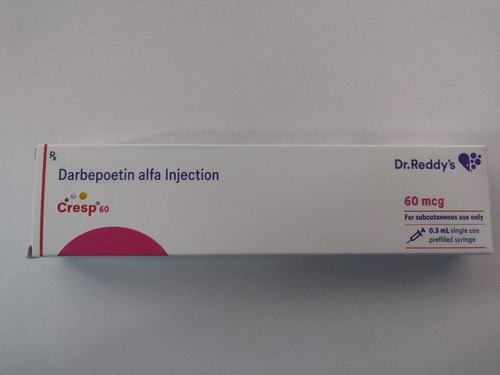 Rx
Darbepoetin alfa Injection
Cresp® 60
Dr.Reddy's
60 mcg
For subcutaneous use only
0.3 mL single use
prefilled syringe